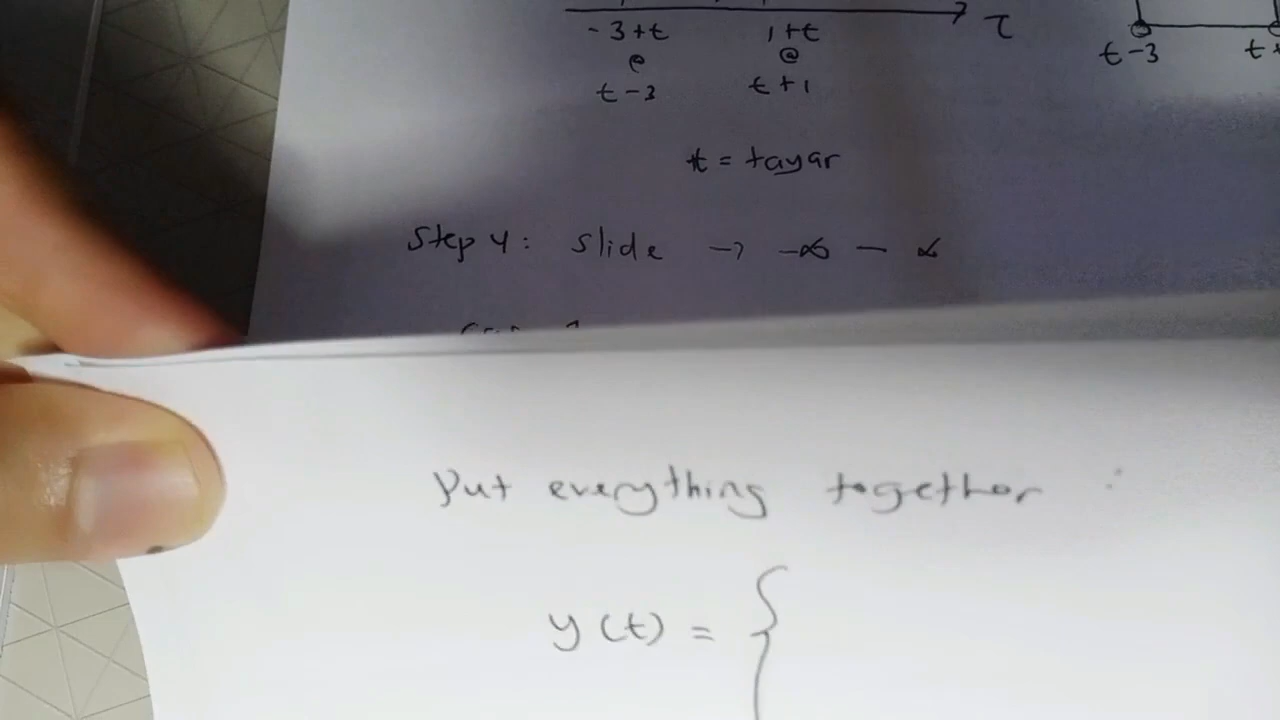 -3+t 1+t τ
@ @
t-3 t+1
t-3
t = tayar
Step 4: slide → -∞ — ∞
Put everything together :
y(t) = {